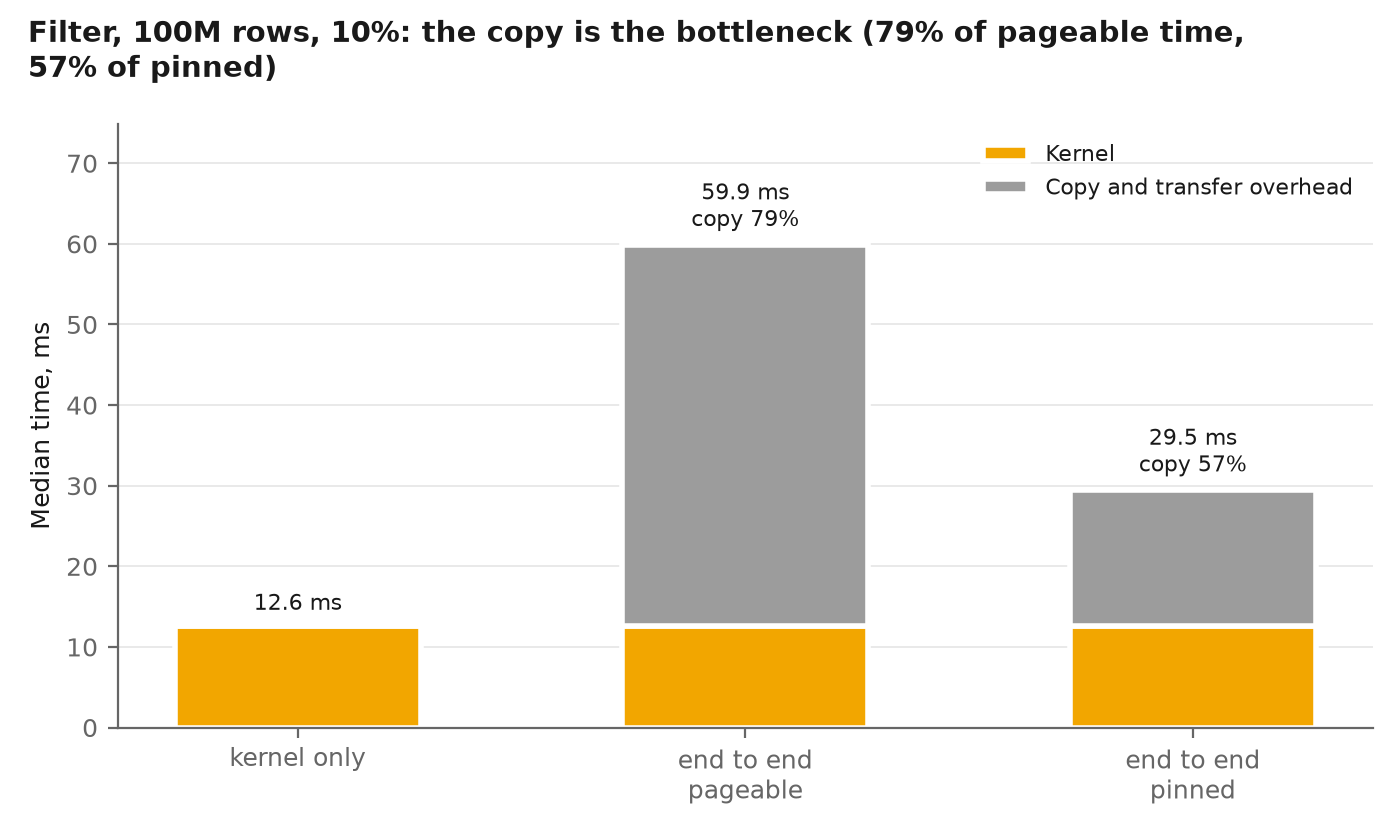 Filter, 100M rows, 10%: the copy is the bottleneck (79% of pageable time,
57% of pinned)
Kernel
Copy and transfer overhead
Median time, ms
70
60
50
40
30
20
10
0
12.6 ms
59.9 ms
copy 79%
29.5 ms
copy 57%
kernel only
end to end
pageable
end to end
pinned